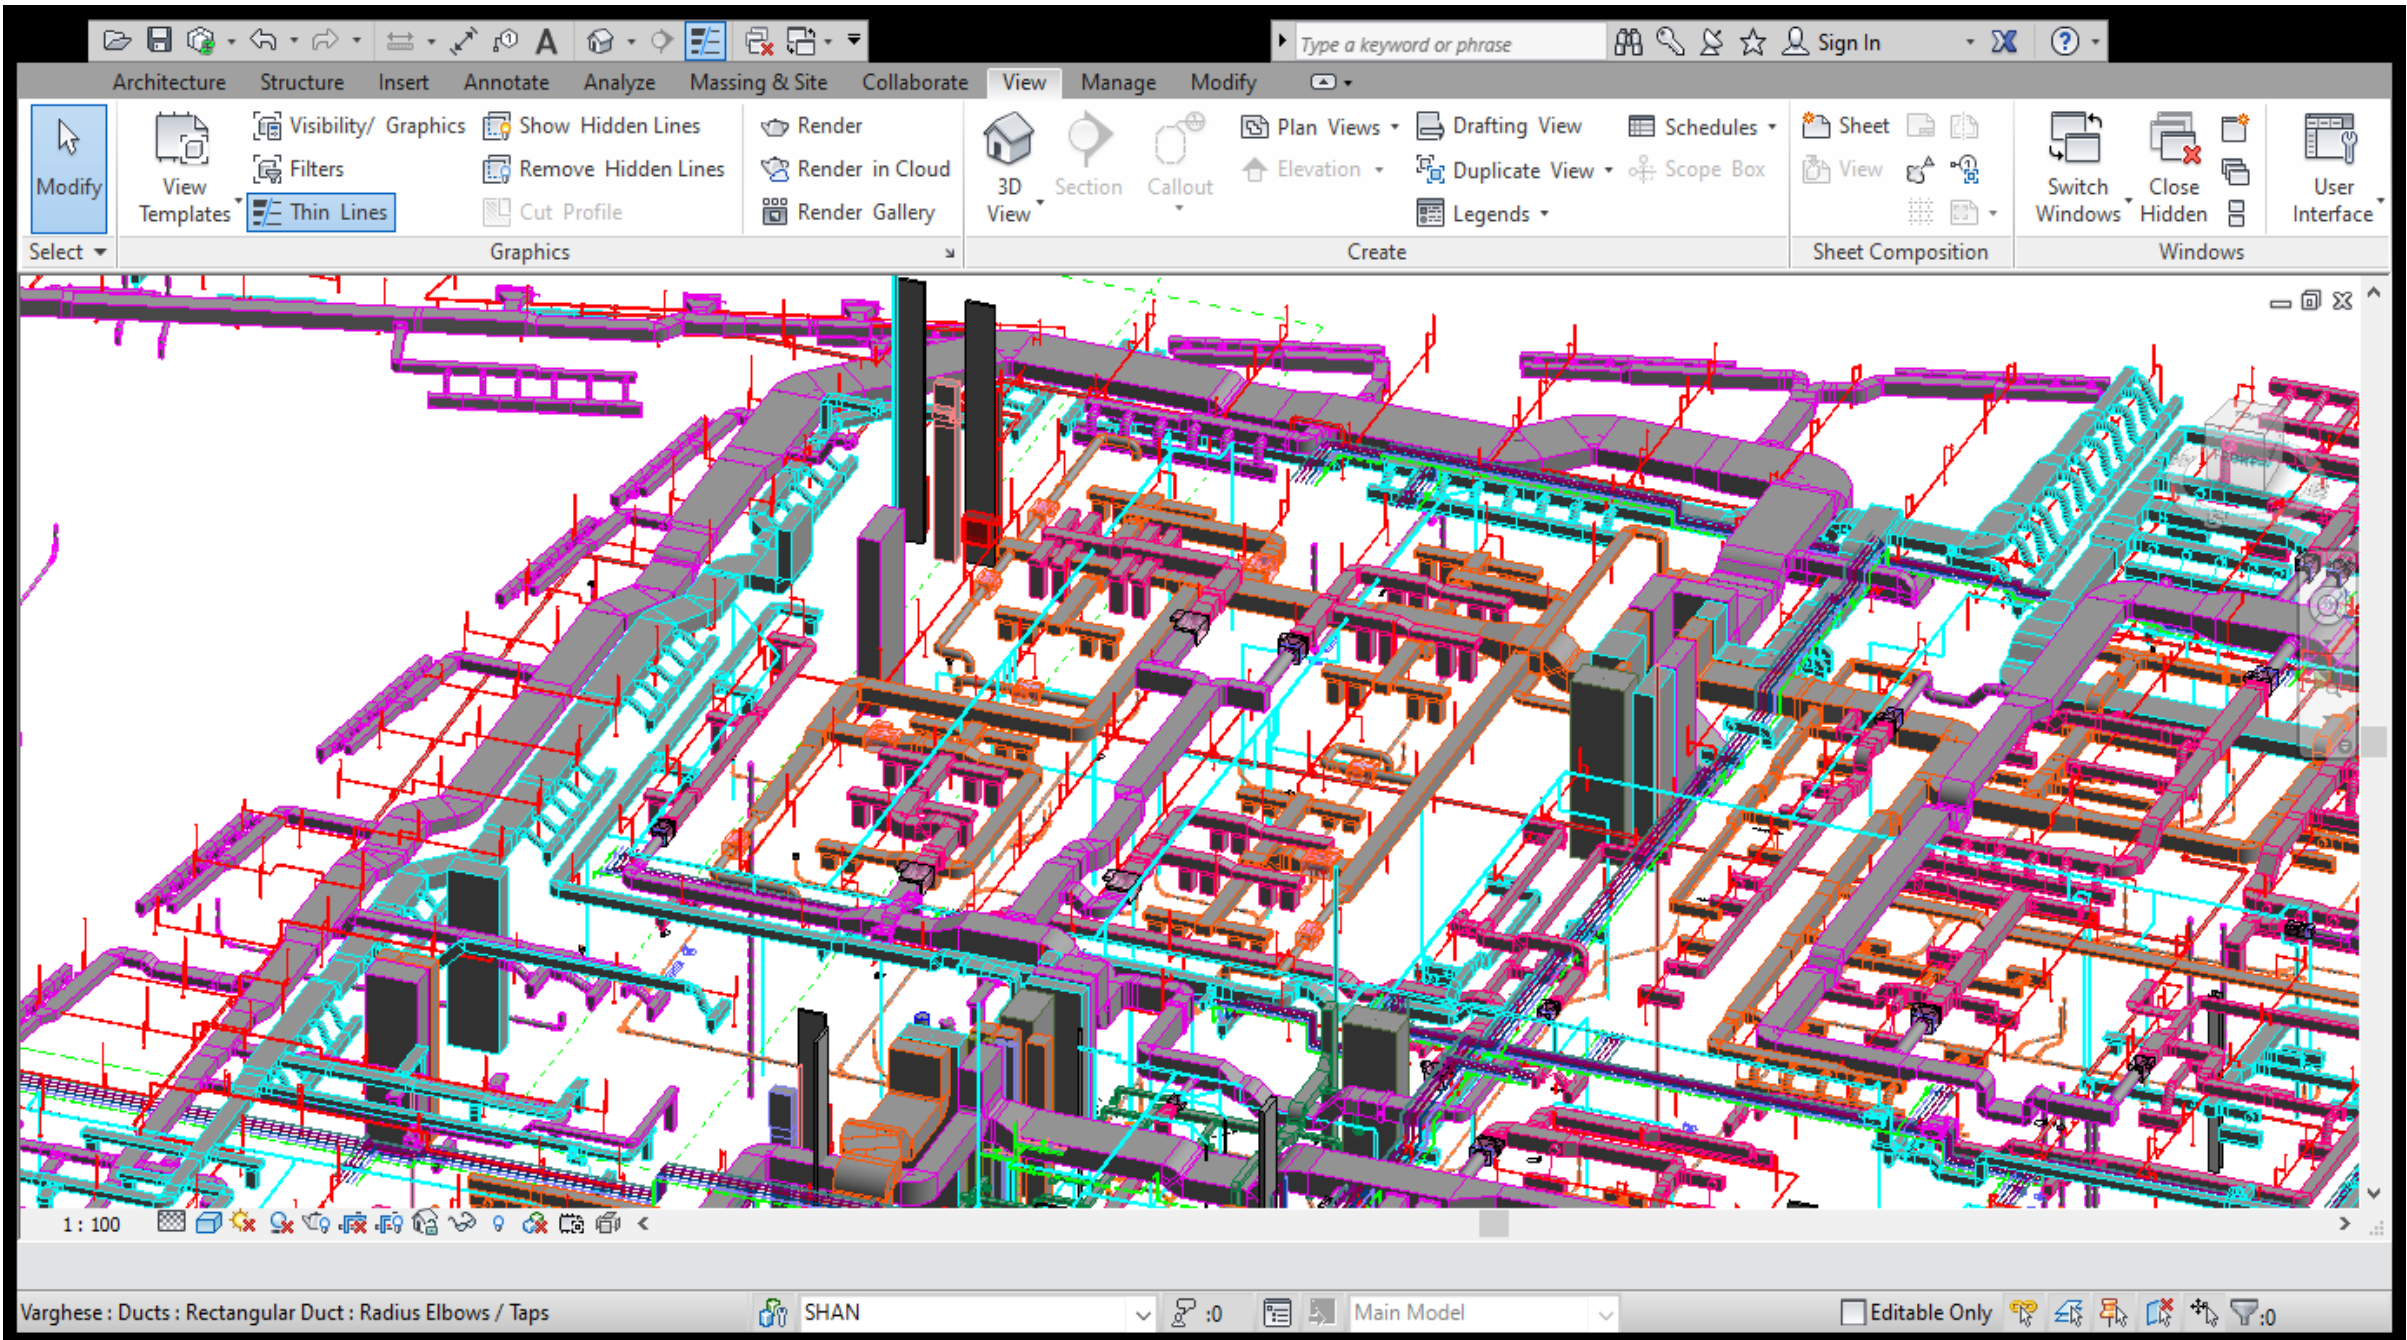 Type a keyword or phrase
Sign In
Architecture Structure Insert Annotate Analyze Massing & Site Collaborate View Manage Modify
Modify
Select
View Templates
Visibility/ Graphics
Filters
Thin Lines
Show Hidden Lines
Remove Hidden Lines
Cut Profile
Render
Render in Cloud
Render Gallery
Graphics
3D View
Section
Callout
Plan Views
Elevation
Drafting View
Duplicate View
Legends
Schedules
Scope Box
Create
Sheet
View
Sheet Composition
Switch Windows
Close Hidden
User Interface
Windows
FRONT
1 : 100
Varghese : Ducts : Rectangular Duct : Radius Elbows / Taps
SHAN
:0
Main Model
Editable Only
:0